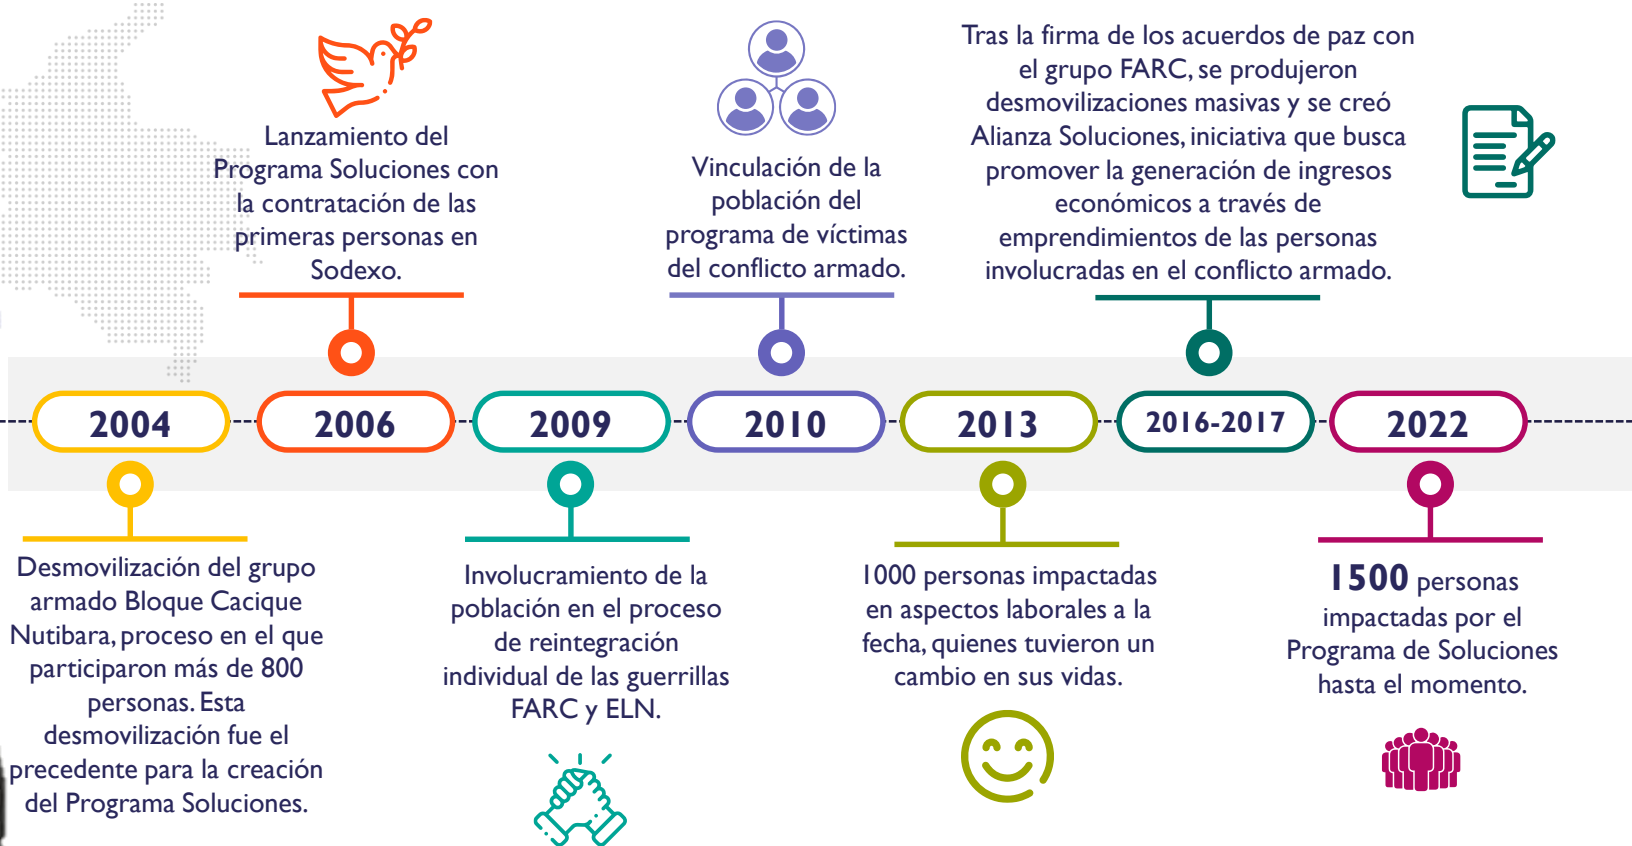 Lanzamiento del
Programa Soluciones con
la contratación de las
primeras personas en
Sodexo.
Vinculación de la
población del
programa de víctimas
del conflicto armado.
Tras la firma de los acuerdos de paz con
el grupo FARC, se produjeron
desmovilizaciones masivas y se creó
Alianza Soluciones, iniciativa que busca
promover la generación de ingresos
económicos a través de
emprendimientos de las personas
involucradas en el conflicto armado.
2004
2006
2009
2010
2013
2016-2017
2022
Desmovilización del grupo
armado Bloque Cacique
Nutibara, proceso en el que
participaron más de 800
personas. Esta
desmovilización fue el
precedente para la creación
del Programa Soluciones.
Involucramiento de la
población en el proceso
de reintegración
individual de las guerrillas
FARC y ELN.
1000 personas impactadas
en aspectos laborales a la
fecha, quienes tuvieron un
cambio en sus vidas.
1500 personas
impactadas por el
Programa de Soluciones
hasta el momento.